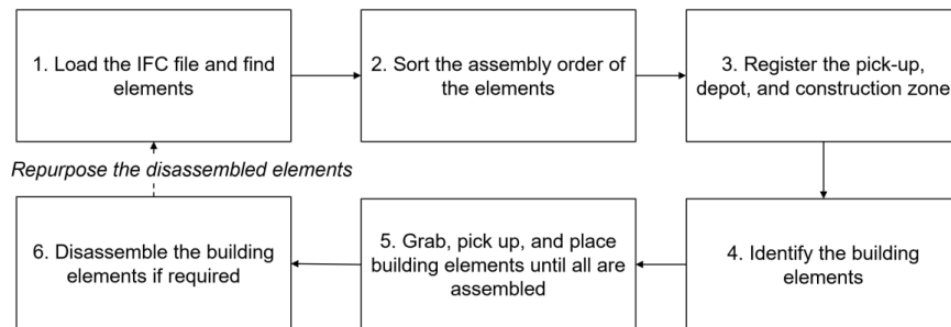 1. Load the IFC file and find
elements
2. Sort the assembly order of
the elements
3. Register the pick-up,
depot, and construction zone
Repurpose the disassembled elements
4. Identify the building
elements
5. Grab, pick up, and place
building elements until all are
assembled
6. Disassemble the building
elements if required